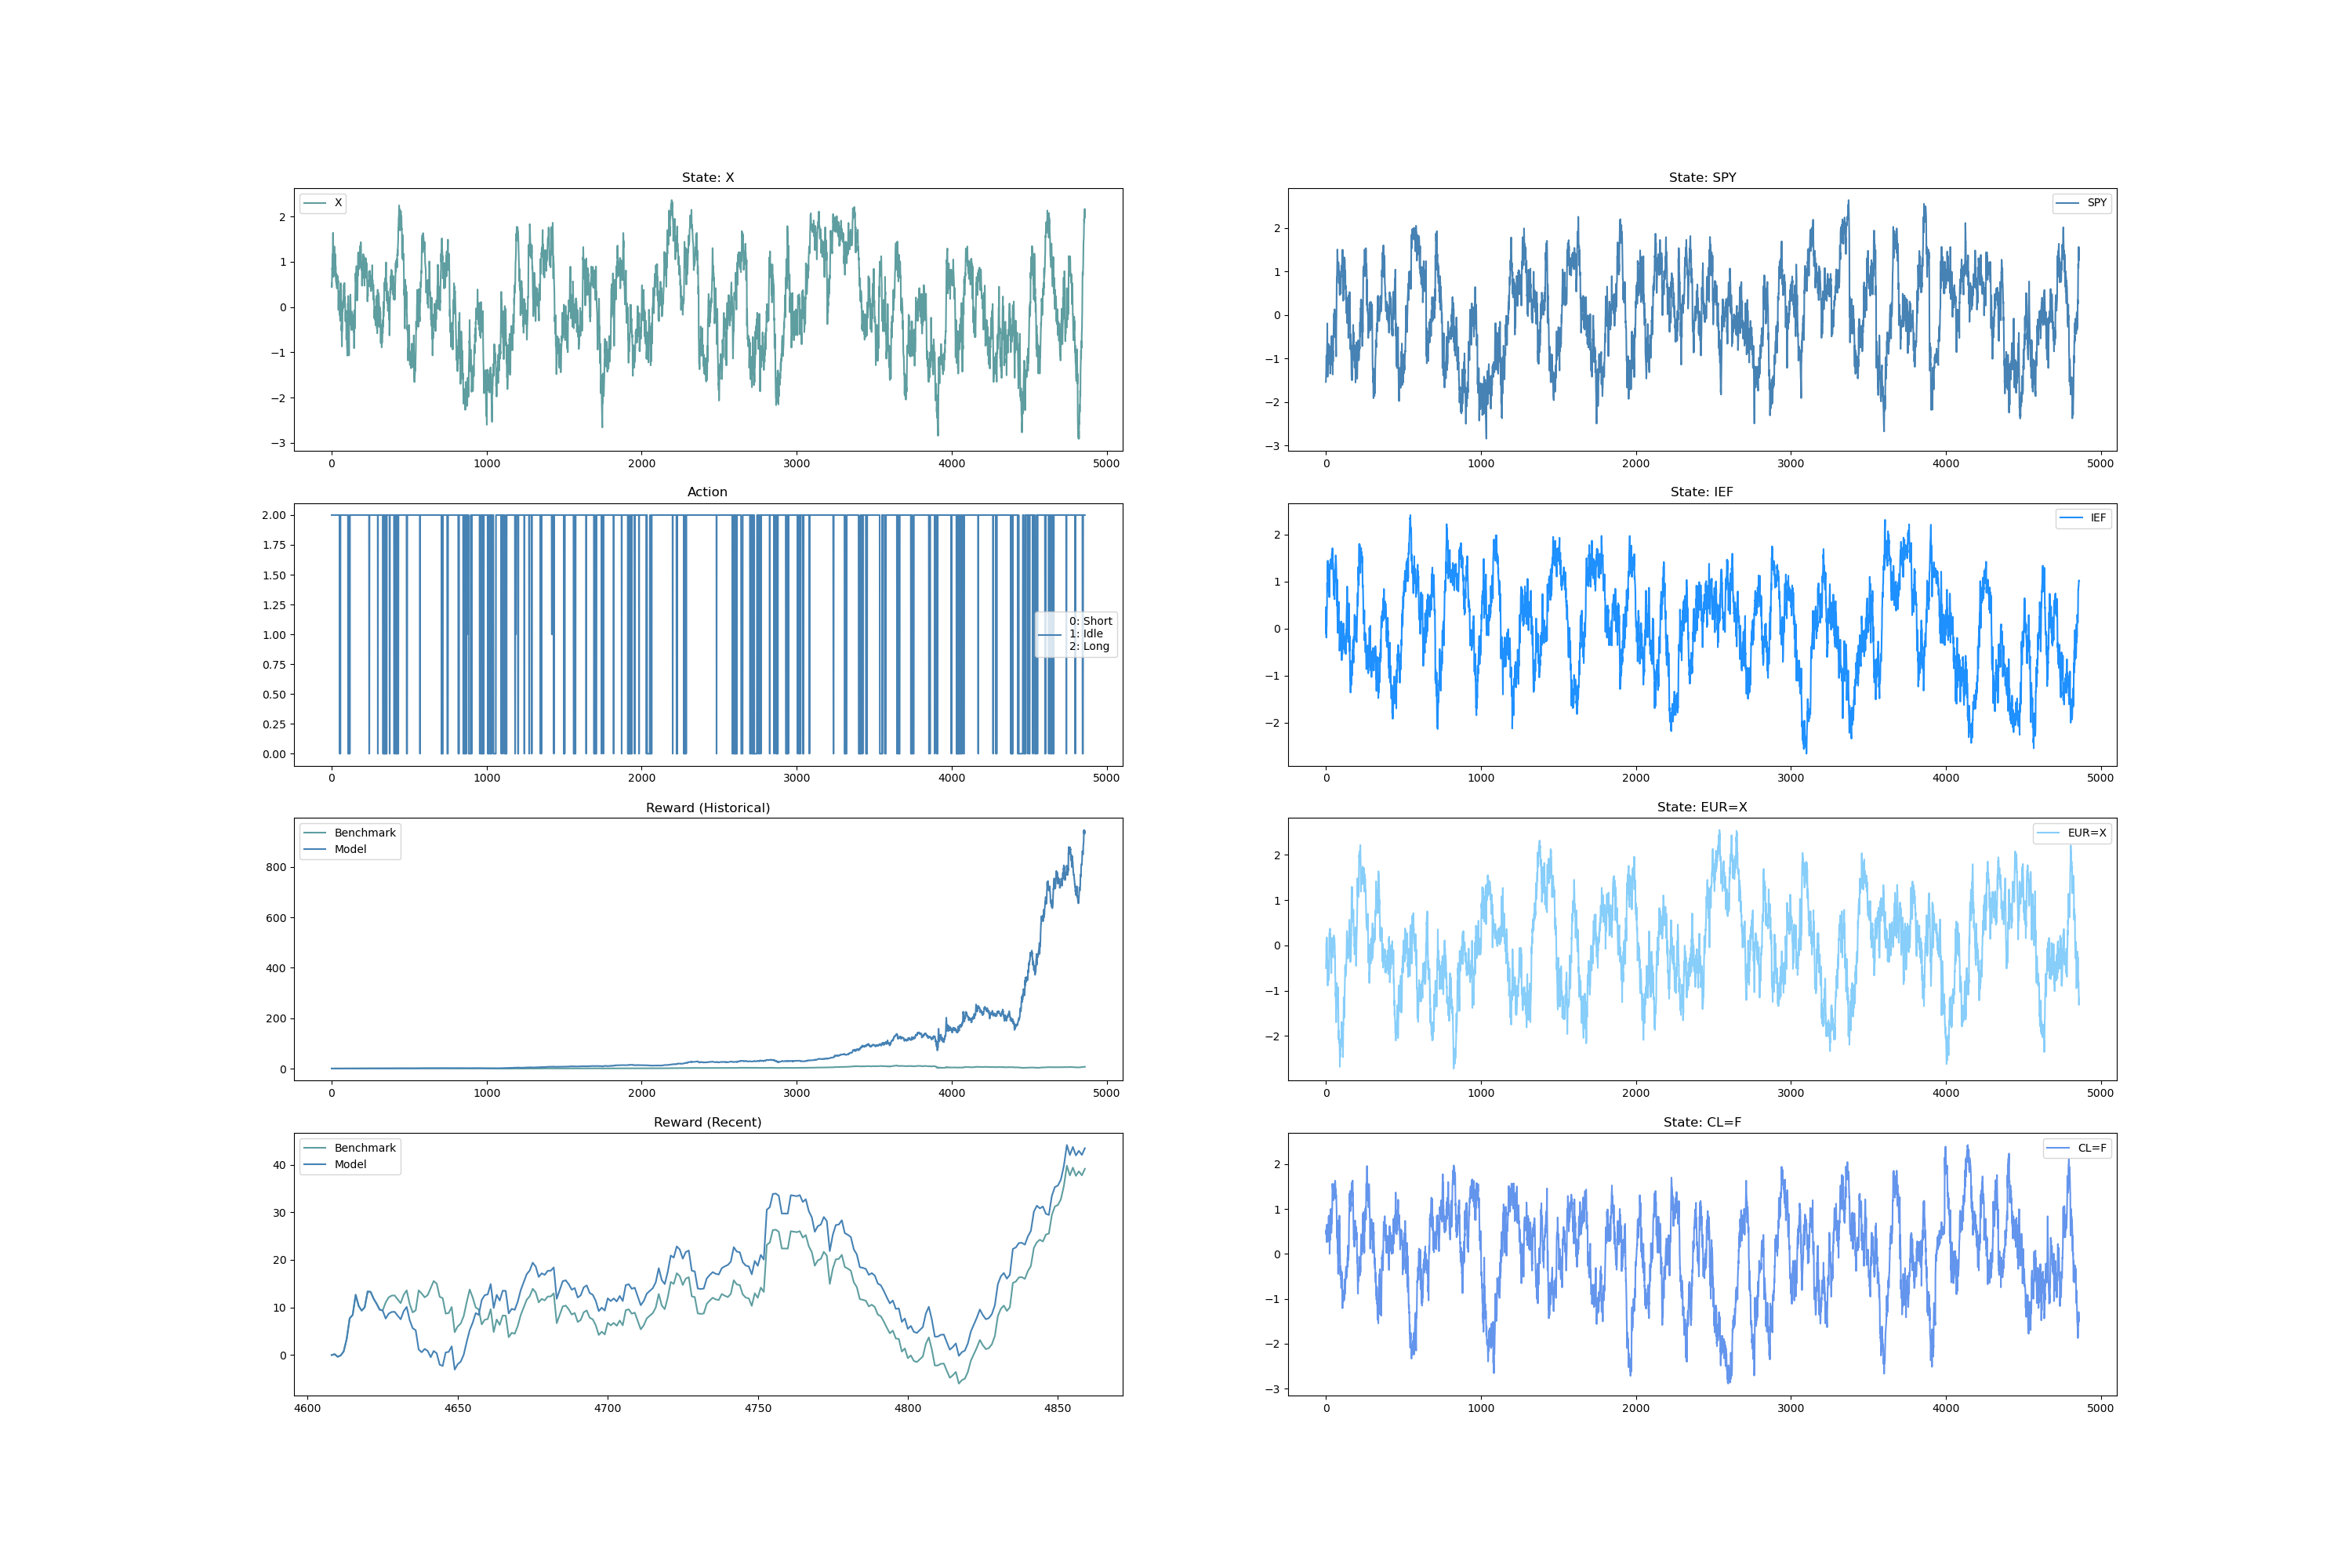 State: X
X
2
1
0
−1
−2
−3
0 1000 2000 3000 4000 5000
Action
2.00
1.75
1.50
1.25
1.00
0.75
0.50
0.25
0.00
0: Short
1: Idle
2: Long
0 1000 2000 3000 4000 5000
Reward (Historical)
Benchmark
Model
800
600
400
200
0
0 1000 2000 3000 4000 5000
Reward (Recent)
Benchmark
Model
40
30
20
10
0
4600 4650 4700 4750 4800 4850
State: SPY
SPY
2
1
0
−1
−2
−3
0 1000 2000 3000 4000 5000
State: IEF
IEF
2
1
0
−1
−2
0 1000 2000 3000 4000 5000
State: EUR=X
EUR=X
2
1
0
−1
−2
0 1000 2000 3000 4000 5000
State: CL=F
CL=F
2
1
0
−1
−2
−3
0 1000 2000 3000 4000 5000